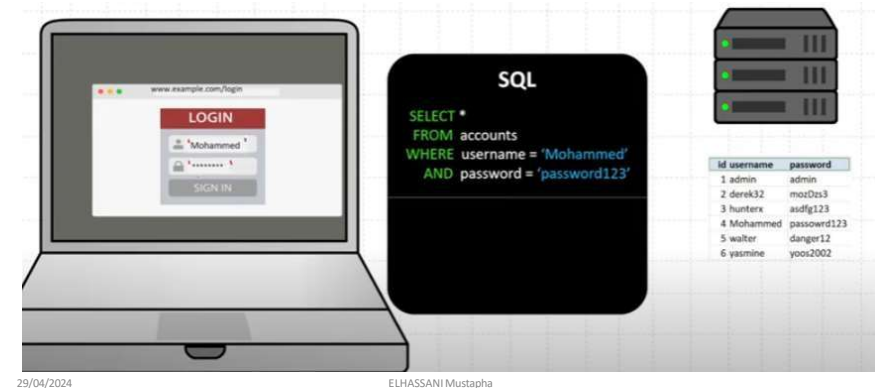 www.example.com/login
LOGIN
'Mohammed '
'•••••••• '
SIGN IN
SQL
SELECT *
FROM accounts
WHERE username = ‘Mohammed’
AND password = ‘password123’
id username password
1 admin admin
2 derek32 mozDzs3
3 hunterx asdfg123
4 Mohammed passowrd123
5 walter danger12
6 yasmine yoos2002
29/04/2024
ELHASSANI Mustapha